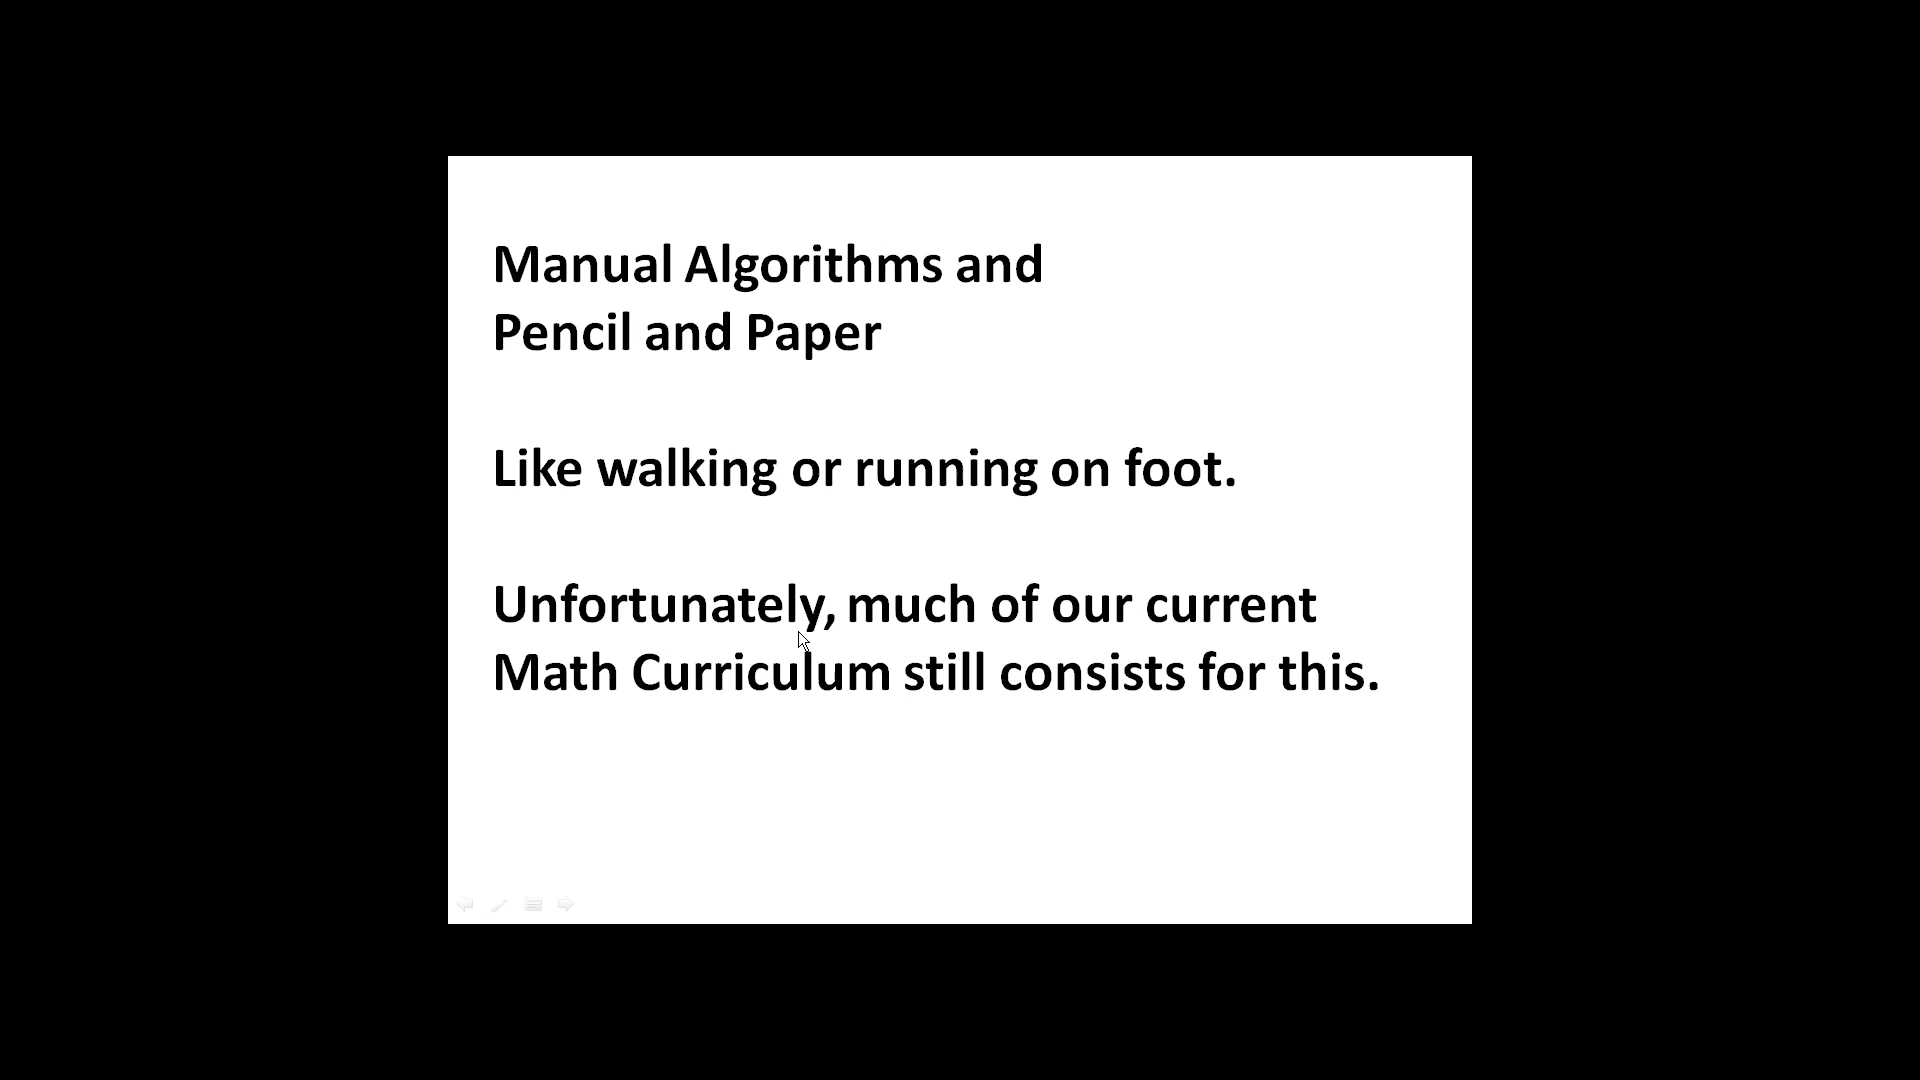 Manual Algorithms and
Pencil and Paper
Like walking or running on foot.
Unfortunately, much of our current
Math Curriculum still consists for this.